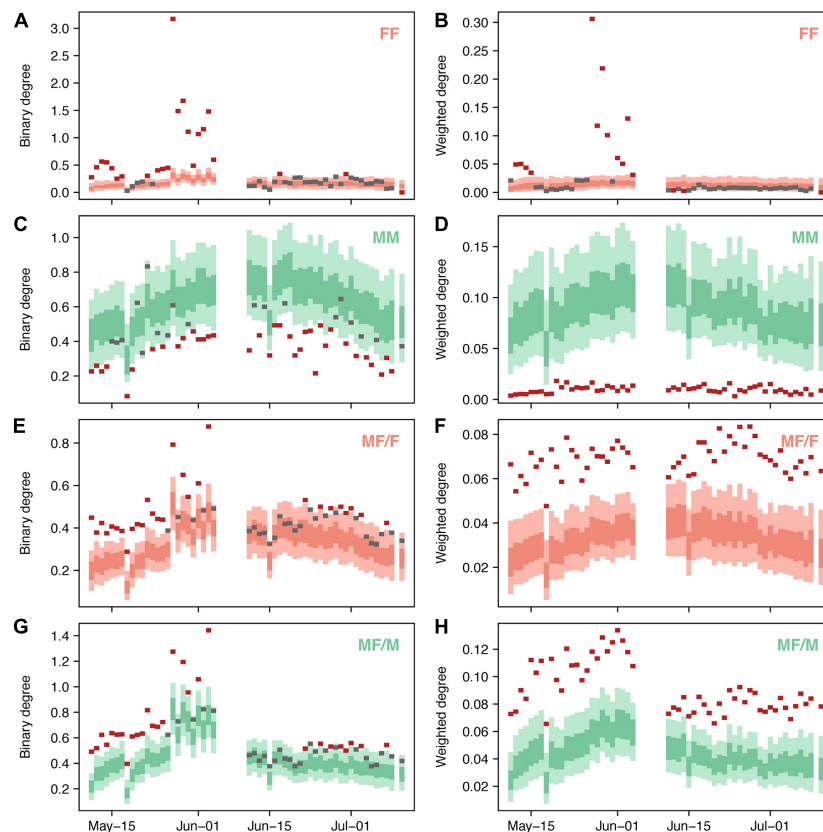 A
FF
Binary degree
3.0
2.5
2.0
1.5
1.0
0.5
0.0
B
FF
Weighted degree
0.30
0.25
0.20
0.15
0.10
0.05
0.00
C
MM
Binary degree
1.0
0.8
0.6
0.4
0.2
D
MM
Weighted degree
0.15
0.10
0.05
0.00
E
MF/F
Binary degree
0.8
0.6
0.4
0.2
F
MF/F
Weighted degree
0.08
0.06
0.04
0.02
G
MF/M
Binary degree
1.4
1.2
1.0
0.8
0.6
0.4
0.2
May-15 Jun-01 Jun-15 Jul-01
H
MF/M
Weighted degree
0.12
0.10
0.08
0.06
0.04
0.02
May-15 Jun-01 Jun-15 Jul-01